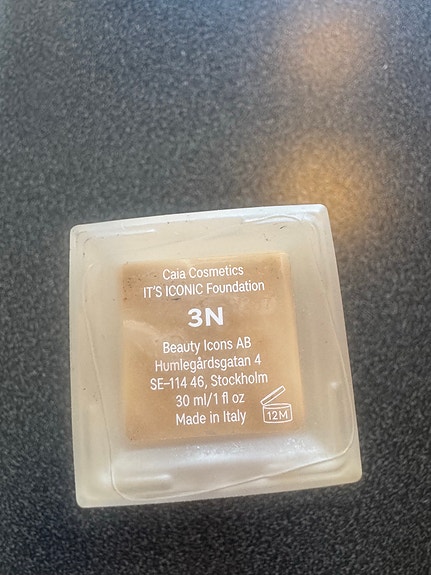 Caia Cosmetics
IT'S ICONIC Foundation
3N
Beauty Icons AB
Humlegårdsgatan 4
SE–114 46, Stockholm
30 ml/1 fl oz
Made in Italy
12M